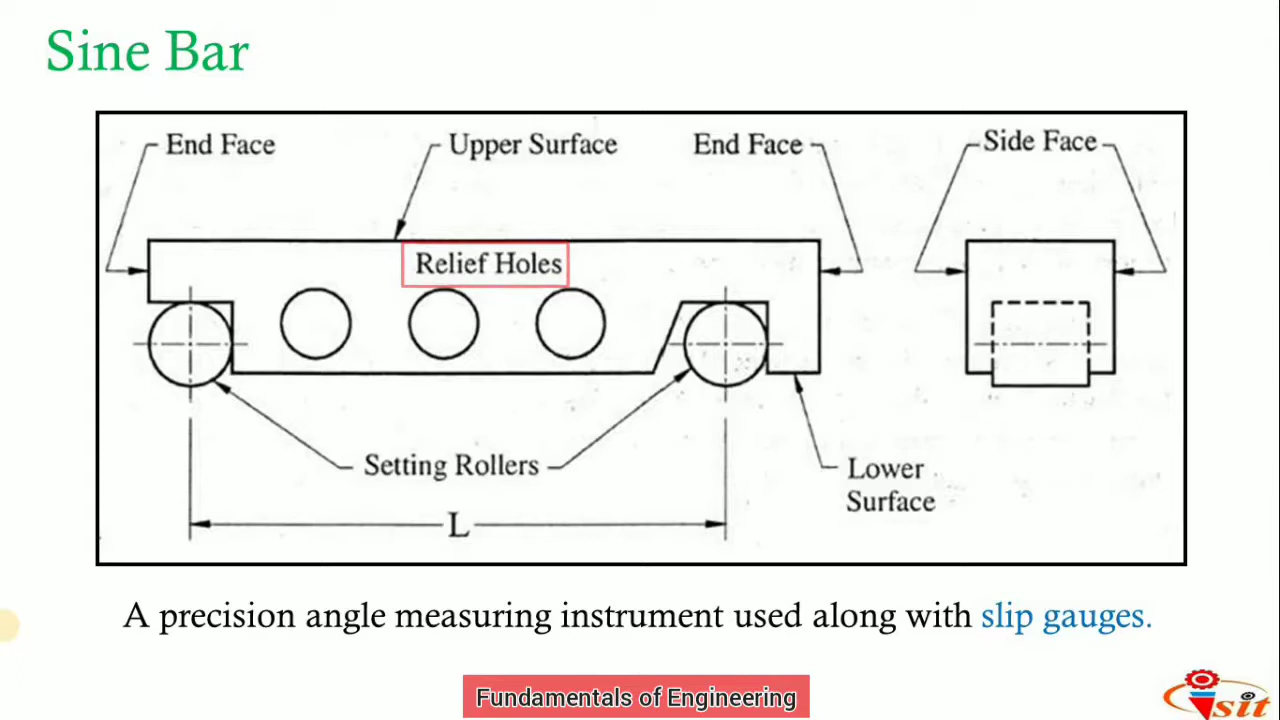 Sine Bar
End Face
Upper Surface
End Face
Side Face
Relief Holes
Setting Rollers
Lower
Surface
L
A precision angle measuring instrument used along with slip gauges.
Fundamentals of Engineering
sit